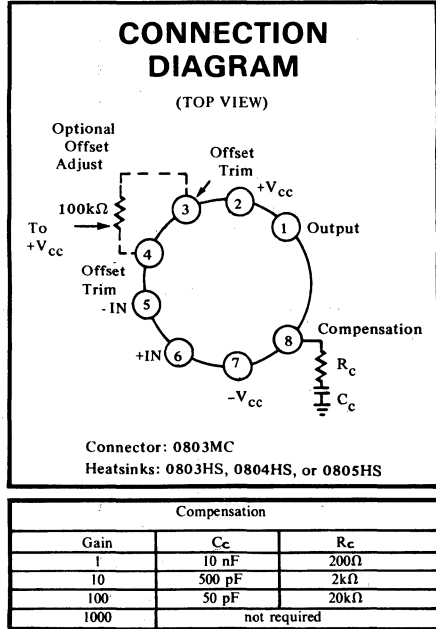 CONNECTION
DIAGRAM
(TOP VIEW)
Optional
Offset
Adjust
Offset
Trim
+Vcc
3
2
100kΩ
1
Output
To
+Vcc
4
Offset
Trim
5
- IN
8
Compensation
+IN
6
7
Rc
−Vcc
Cc
Connector: 0803MC
Heatsinks: 0803HS, 0804HS, or 0805HS
Compensation
Gain Cc Rc
1 10 nF 200Ω
10 500 pF 2kΩ
100 50 pF 20kΩ
1000 not required